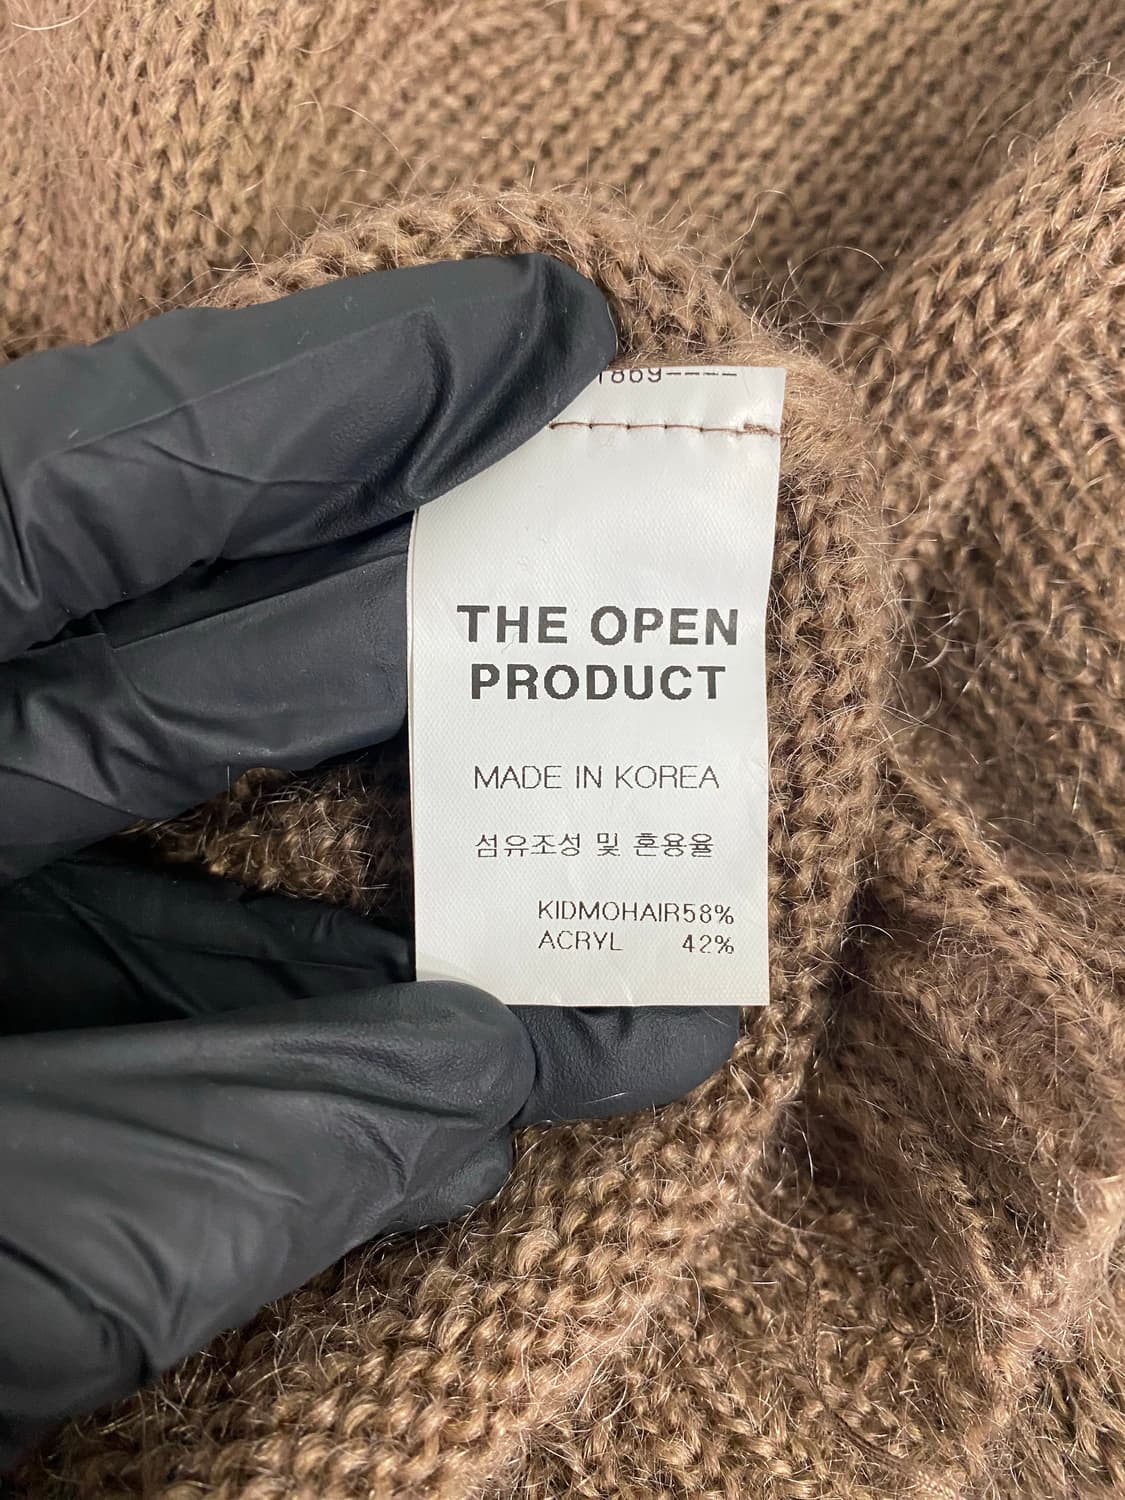 THE OPEN
PRODUCT
MADE IN KOREA
섬유조성 및 혼용율
KIDMOHAIR58%
ACRYL 42%